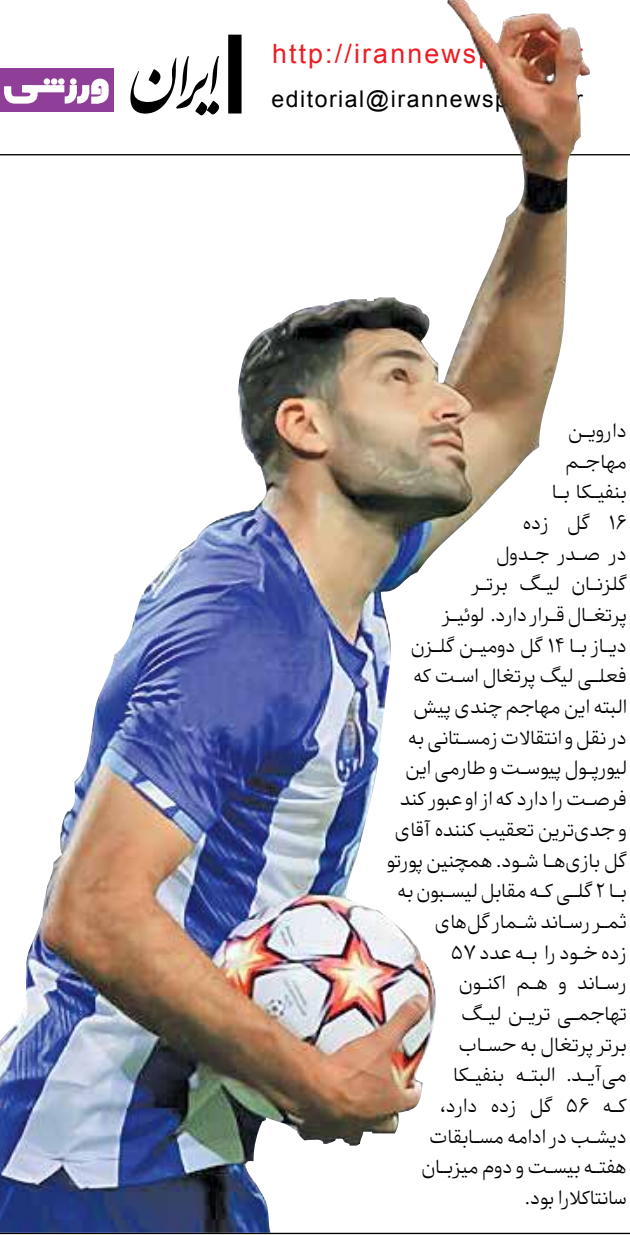 http://irannewsp
editorial@irannewsp r
ایران ورزشی
داروین
مهاجم
بنفیکا با
۱۶ گل زده
در صدر جدول
گلزنان لیگ برتر
پرتغال قرار دارد. لوئیز
دیاز با ۱۴ گل دومین گلزن
فعلی لیگ پرتغال است که
البته این مهاجم چندی پیش
در نقل و انتقالات زمستانی به
لیورپول پیوست و طارمی این
فرصت را دارد که از او عبور کند
و جدی‌ترین تعقیب کننده آقای
گل بازی‌ها شود. همچنین پورتو
با ۲ گلی که مقابل لیسبون به
ثمر رساند شمار گل‌های
زده خود را به عدد ۵۷
رساند و هم اکنون
تهاجمی ترین لیگ
برتر پرتغال به حساب
می‌آید. البته بنفیکا
که ۵۶ گل زده دارد،
دیشب در ادامه مسابقات
هفته بیست و دوم میزبان
سانتاکلارا بود.